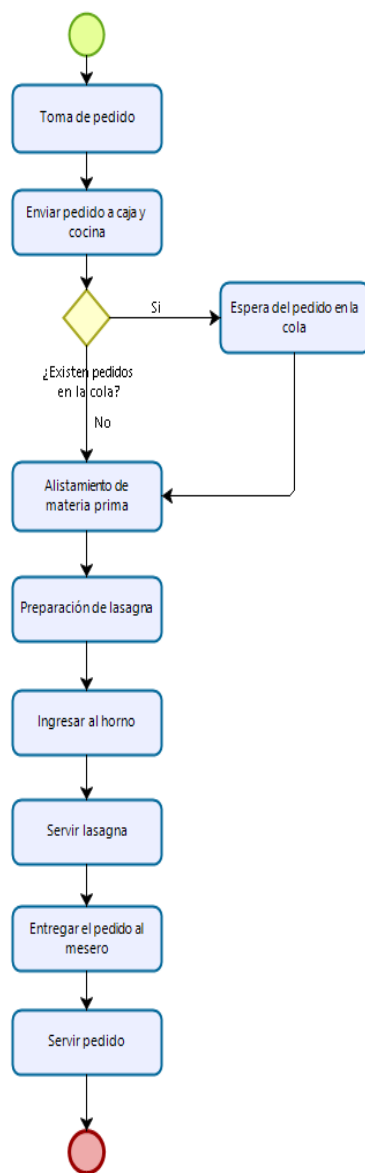 Toma de pedido
Enviar pedido a caja y
cocina
Si
Espera del pedido en la
cola
¿Existen pedidos
en la cola?
No
Alistamiento de
materia prima
Preparación de lasagna
Ingresar al horno
Servir lasagna
Entregar el pedido al
mesero
Servir pedido